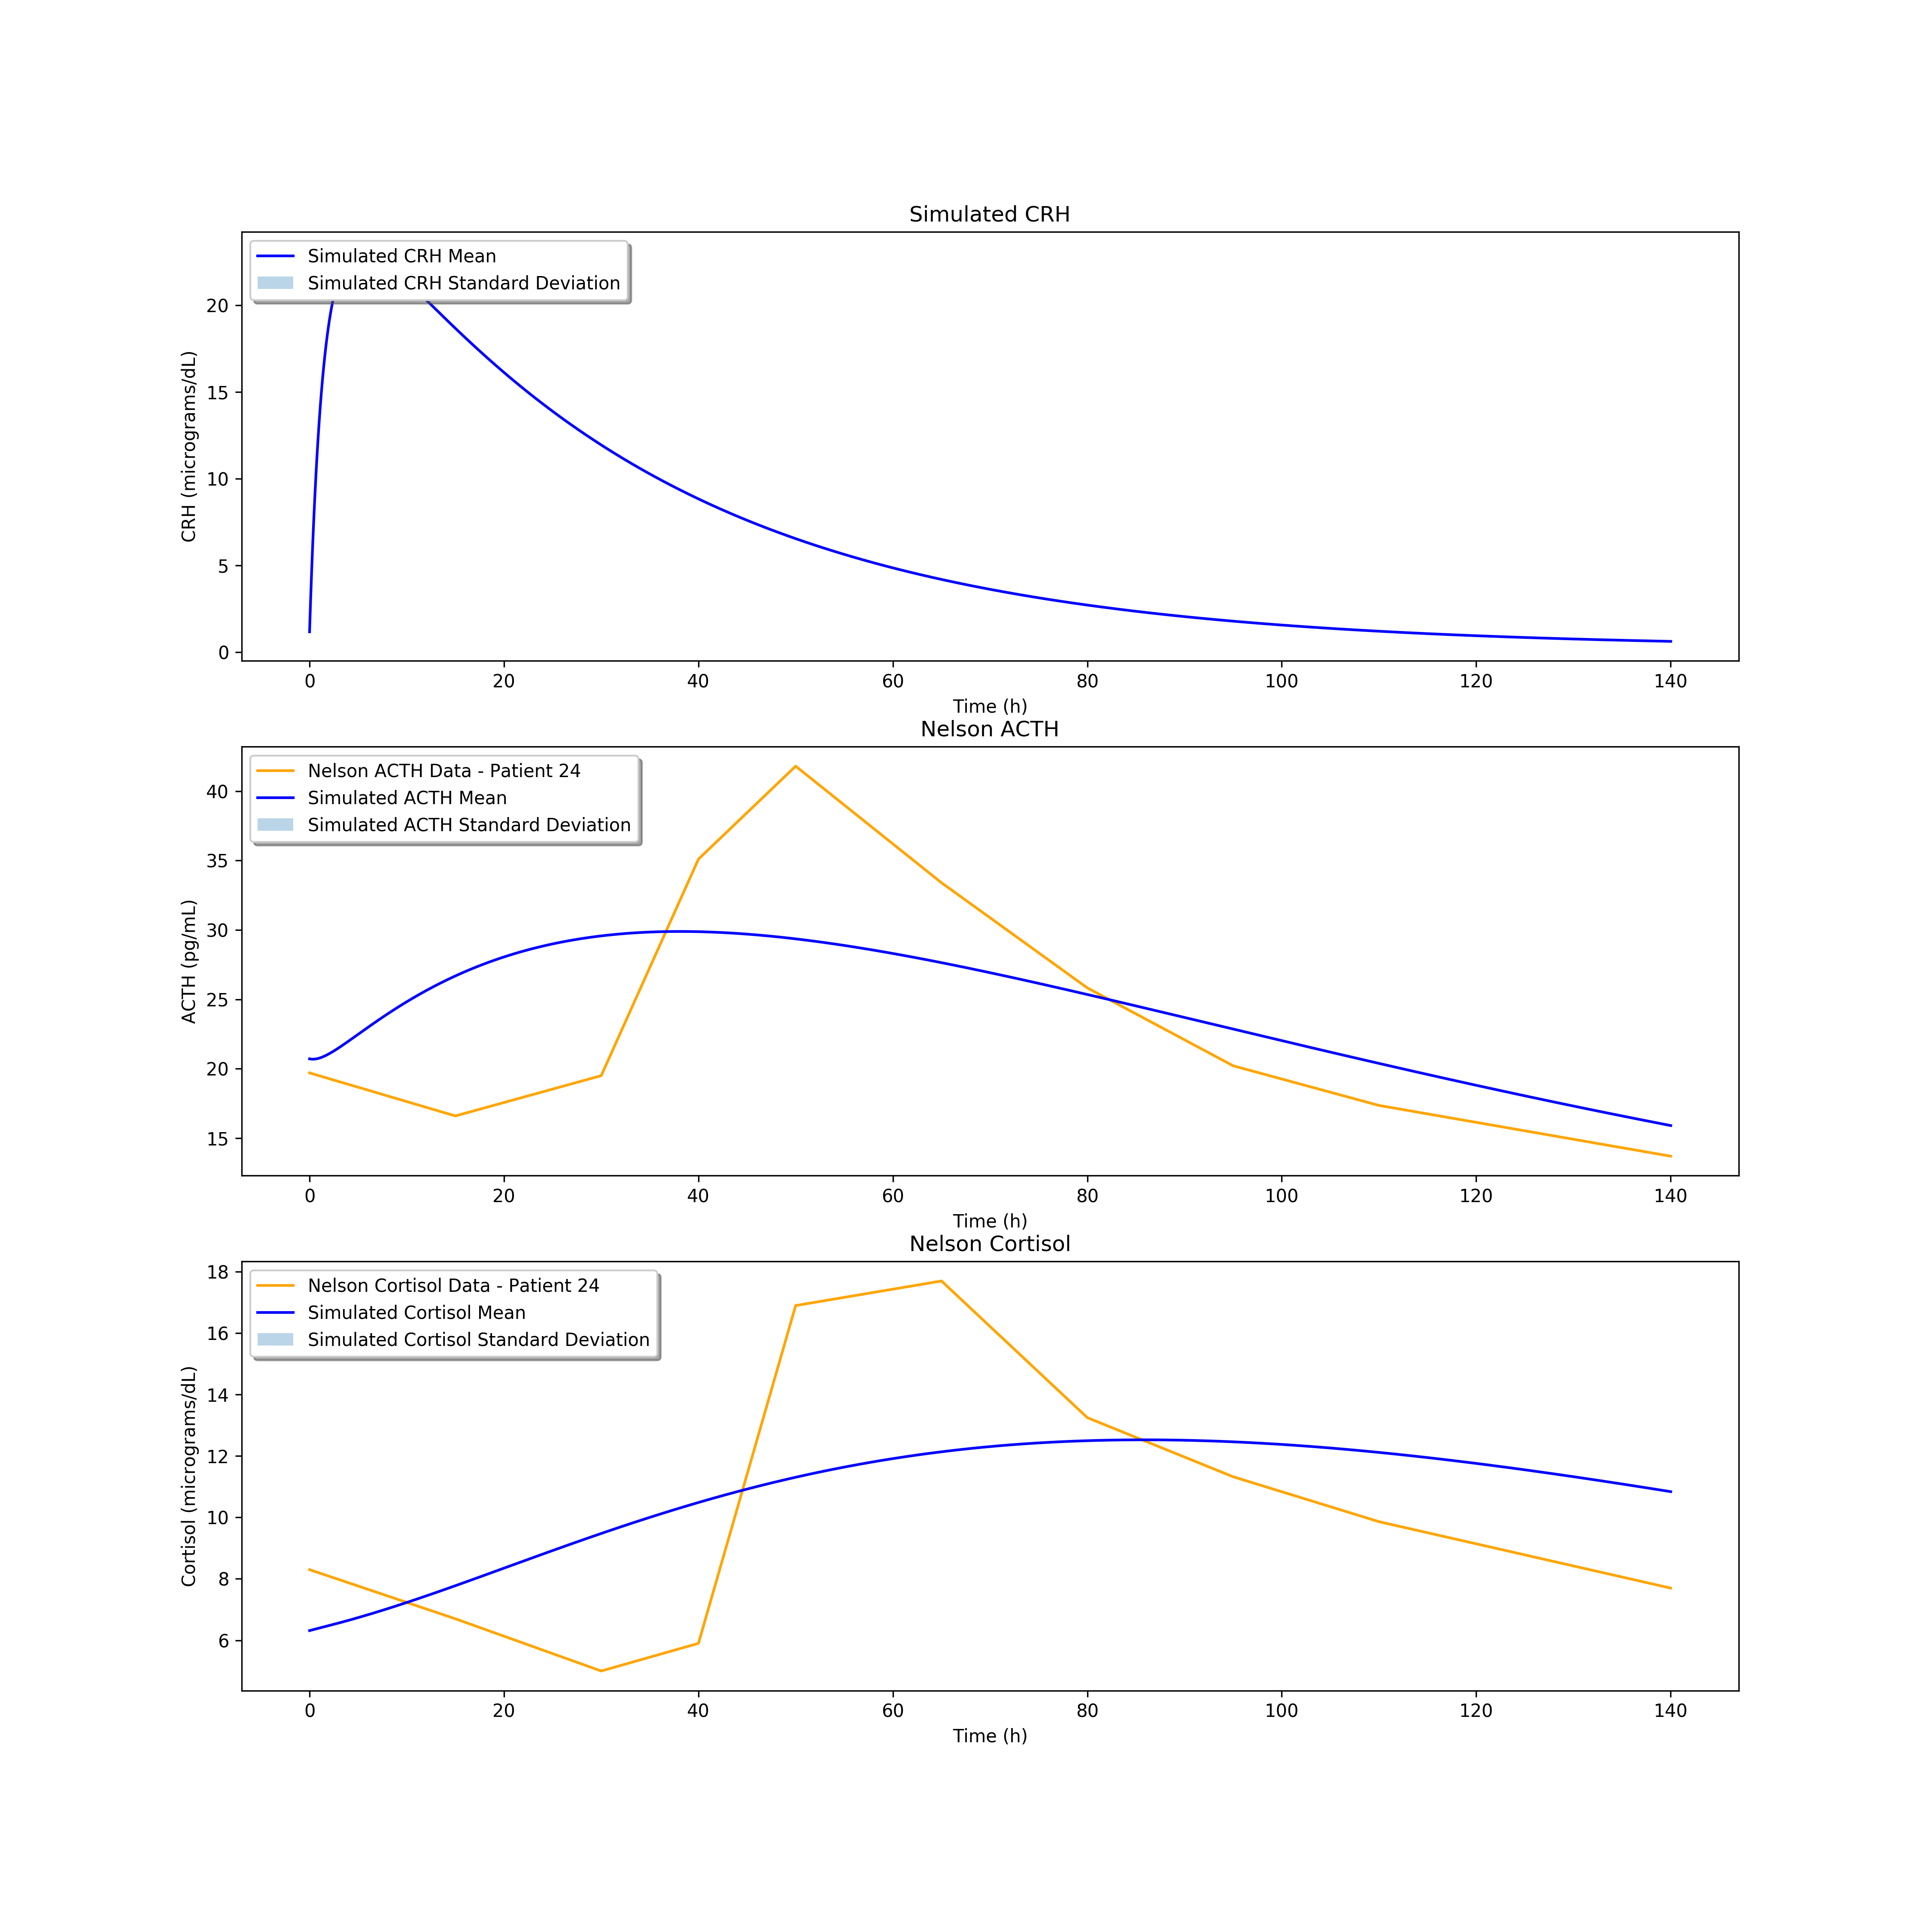 Simulated CRH
Simulated CRH Mean
Simulated CRH Standard Deviation
CRH (micrograms/dL)
20
15
10
5
0
0 20 40 60 80 100 120 140
Time (h)
Nelson ACTH
Nelson ACTH Data - Patient 24
Simulated ACTH Mean
Simulated ACTH Standard Deviation
ACTH (pg/mL)
40
35
30
25
20
15
0 20 40 60 80 100 120 140
Time (h)
Nelson Cortisol
Nelson Cortisol Data - Patient 24
Simulated Cortisol Mean
Simulated Cortisol Standard Deviation
Cortisol (micrograms/dL)
18
16
14
12
10
8
6
0 20 40 60 80 100 120 140
Time (h)